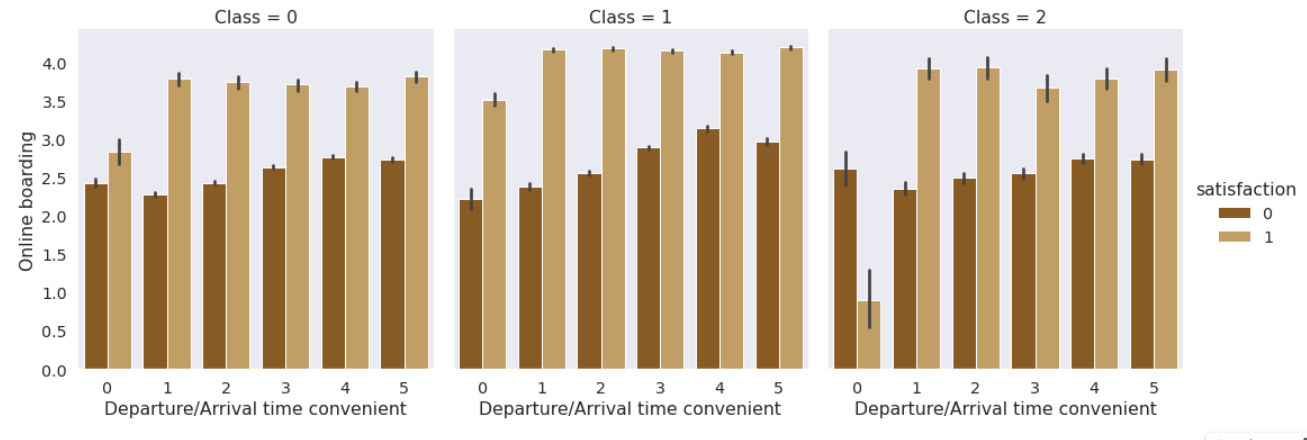 Class = 0
Class = 1
Class = 2
Online boarding
4.0
3.5
3.0
2.5
2.0
1.5
1.0
0.5
0.0
0 1 2 3 4 5
0 1 2 3 4 5
0 1 2 3 4 5
Departure/Arrival time convenient
Departure/Arrival time convenient
Departure/Arrival time convenient
satisfaction
0
1